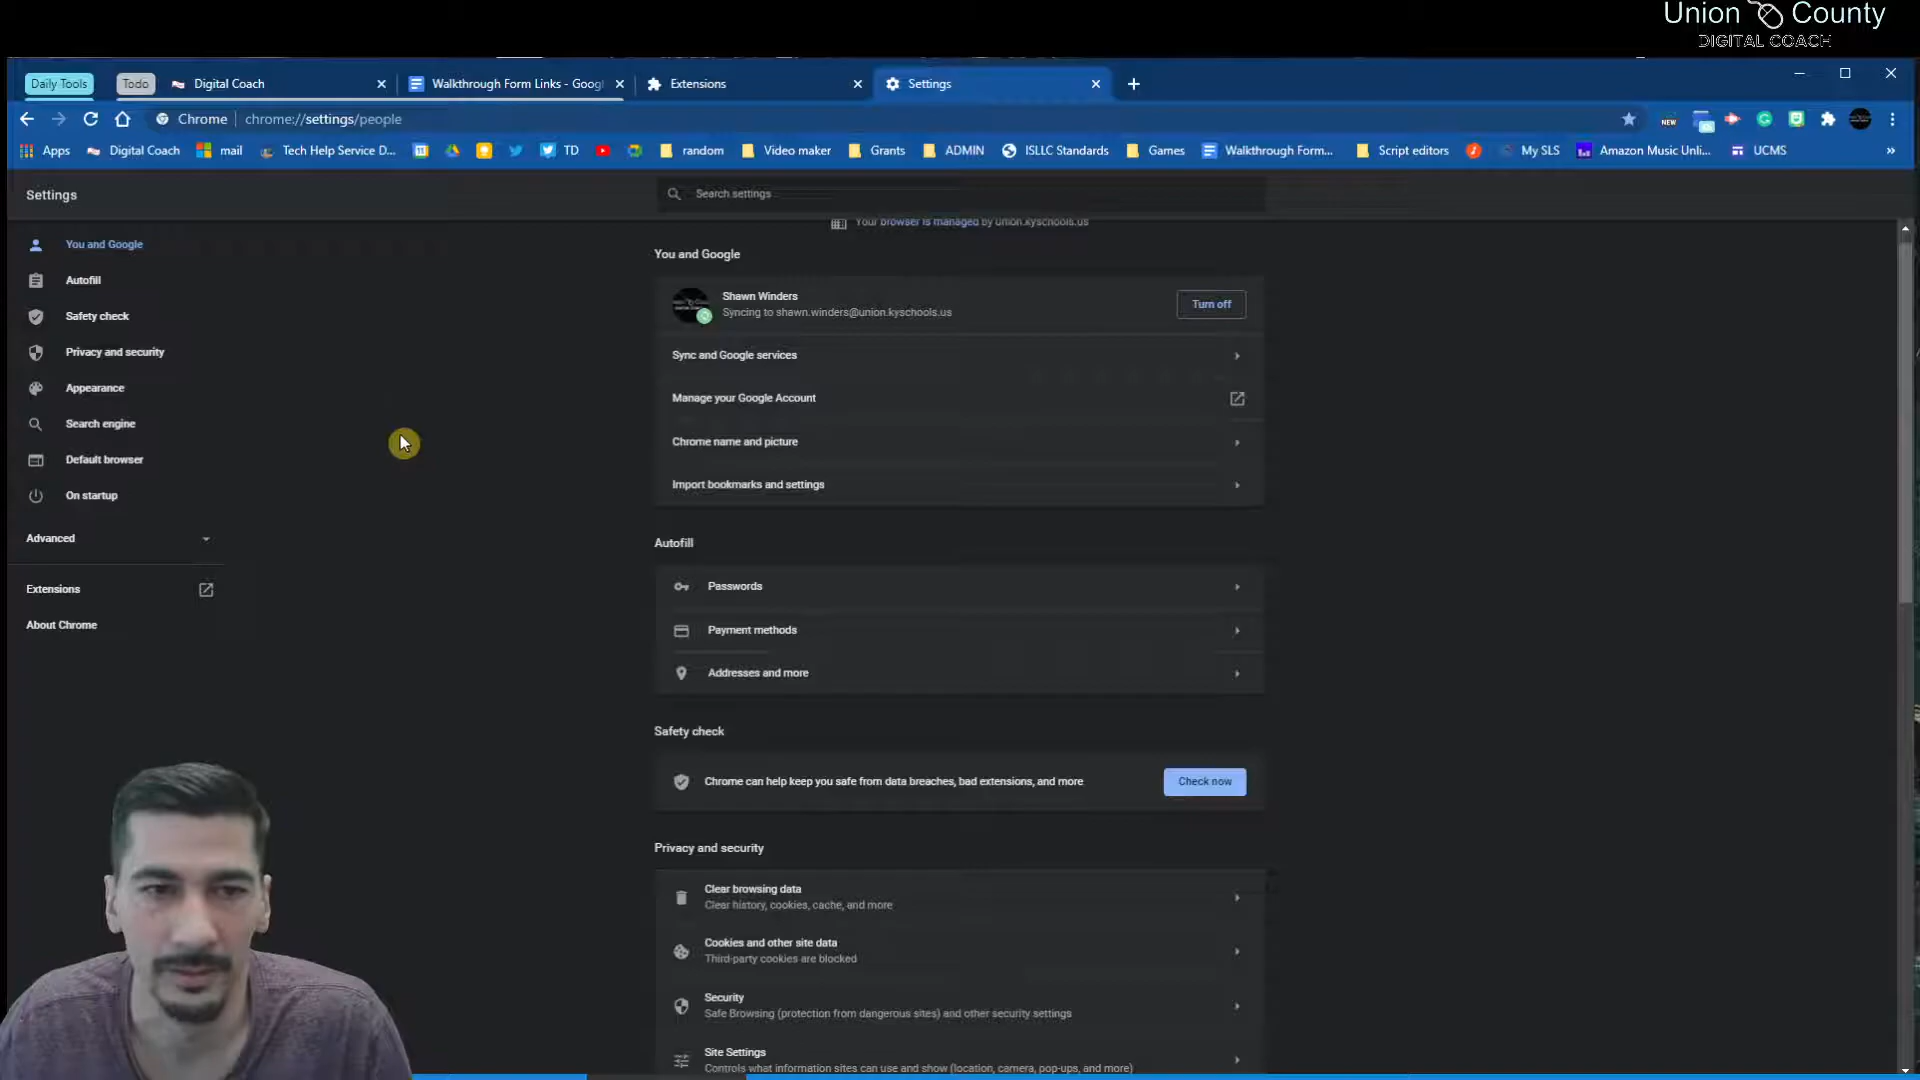 Union County
DIGITAL COACH
Daily Tools
Todo
Digital Coach
Walkthrough Form Links - Googl
Extensions
Settings
Chrome
chrome://settings/people
NEW
Apps
Digital Coach
mail
Tech Help Service D...
TD
random
Video maker
Grants
ADMIN
ISLLC Standards
Games
Walkthrough Form...
Script editors
My SLS
Amazon Music Unli...
UCMS
»
Settings
Search settings
Your browser is managed by union.kyschools.us
You and Google
Autofill
Safety check
Privacy and security
Appearance
Search engine
Default browser
On startup
Advanced
Extensions
About Chrome
You and Google
Shawn Winders
Syncing to shawn.winders@union.kyschools.us
Turn off
Sync and Google services
Manage your Google Account
Chrome name and picture
Import bookmarks and settings
Autofill
Passwords
Payment methods
Addresses and more
Safety check
Chrome can help keep you safe from data breaches, bad extensions, and more
Check now
Privacy and security
Clear browsing data
Clear history, cookies, cache, and more
Cookies and other site data
Third-party cookies are blocked
Security
Safe Browsing (protection from dangerous sites) and other security settings
Site Settings
Controls what information sites can use and show (location, camera, pop-ups, and more)